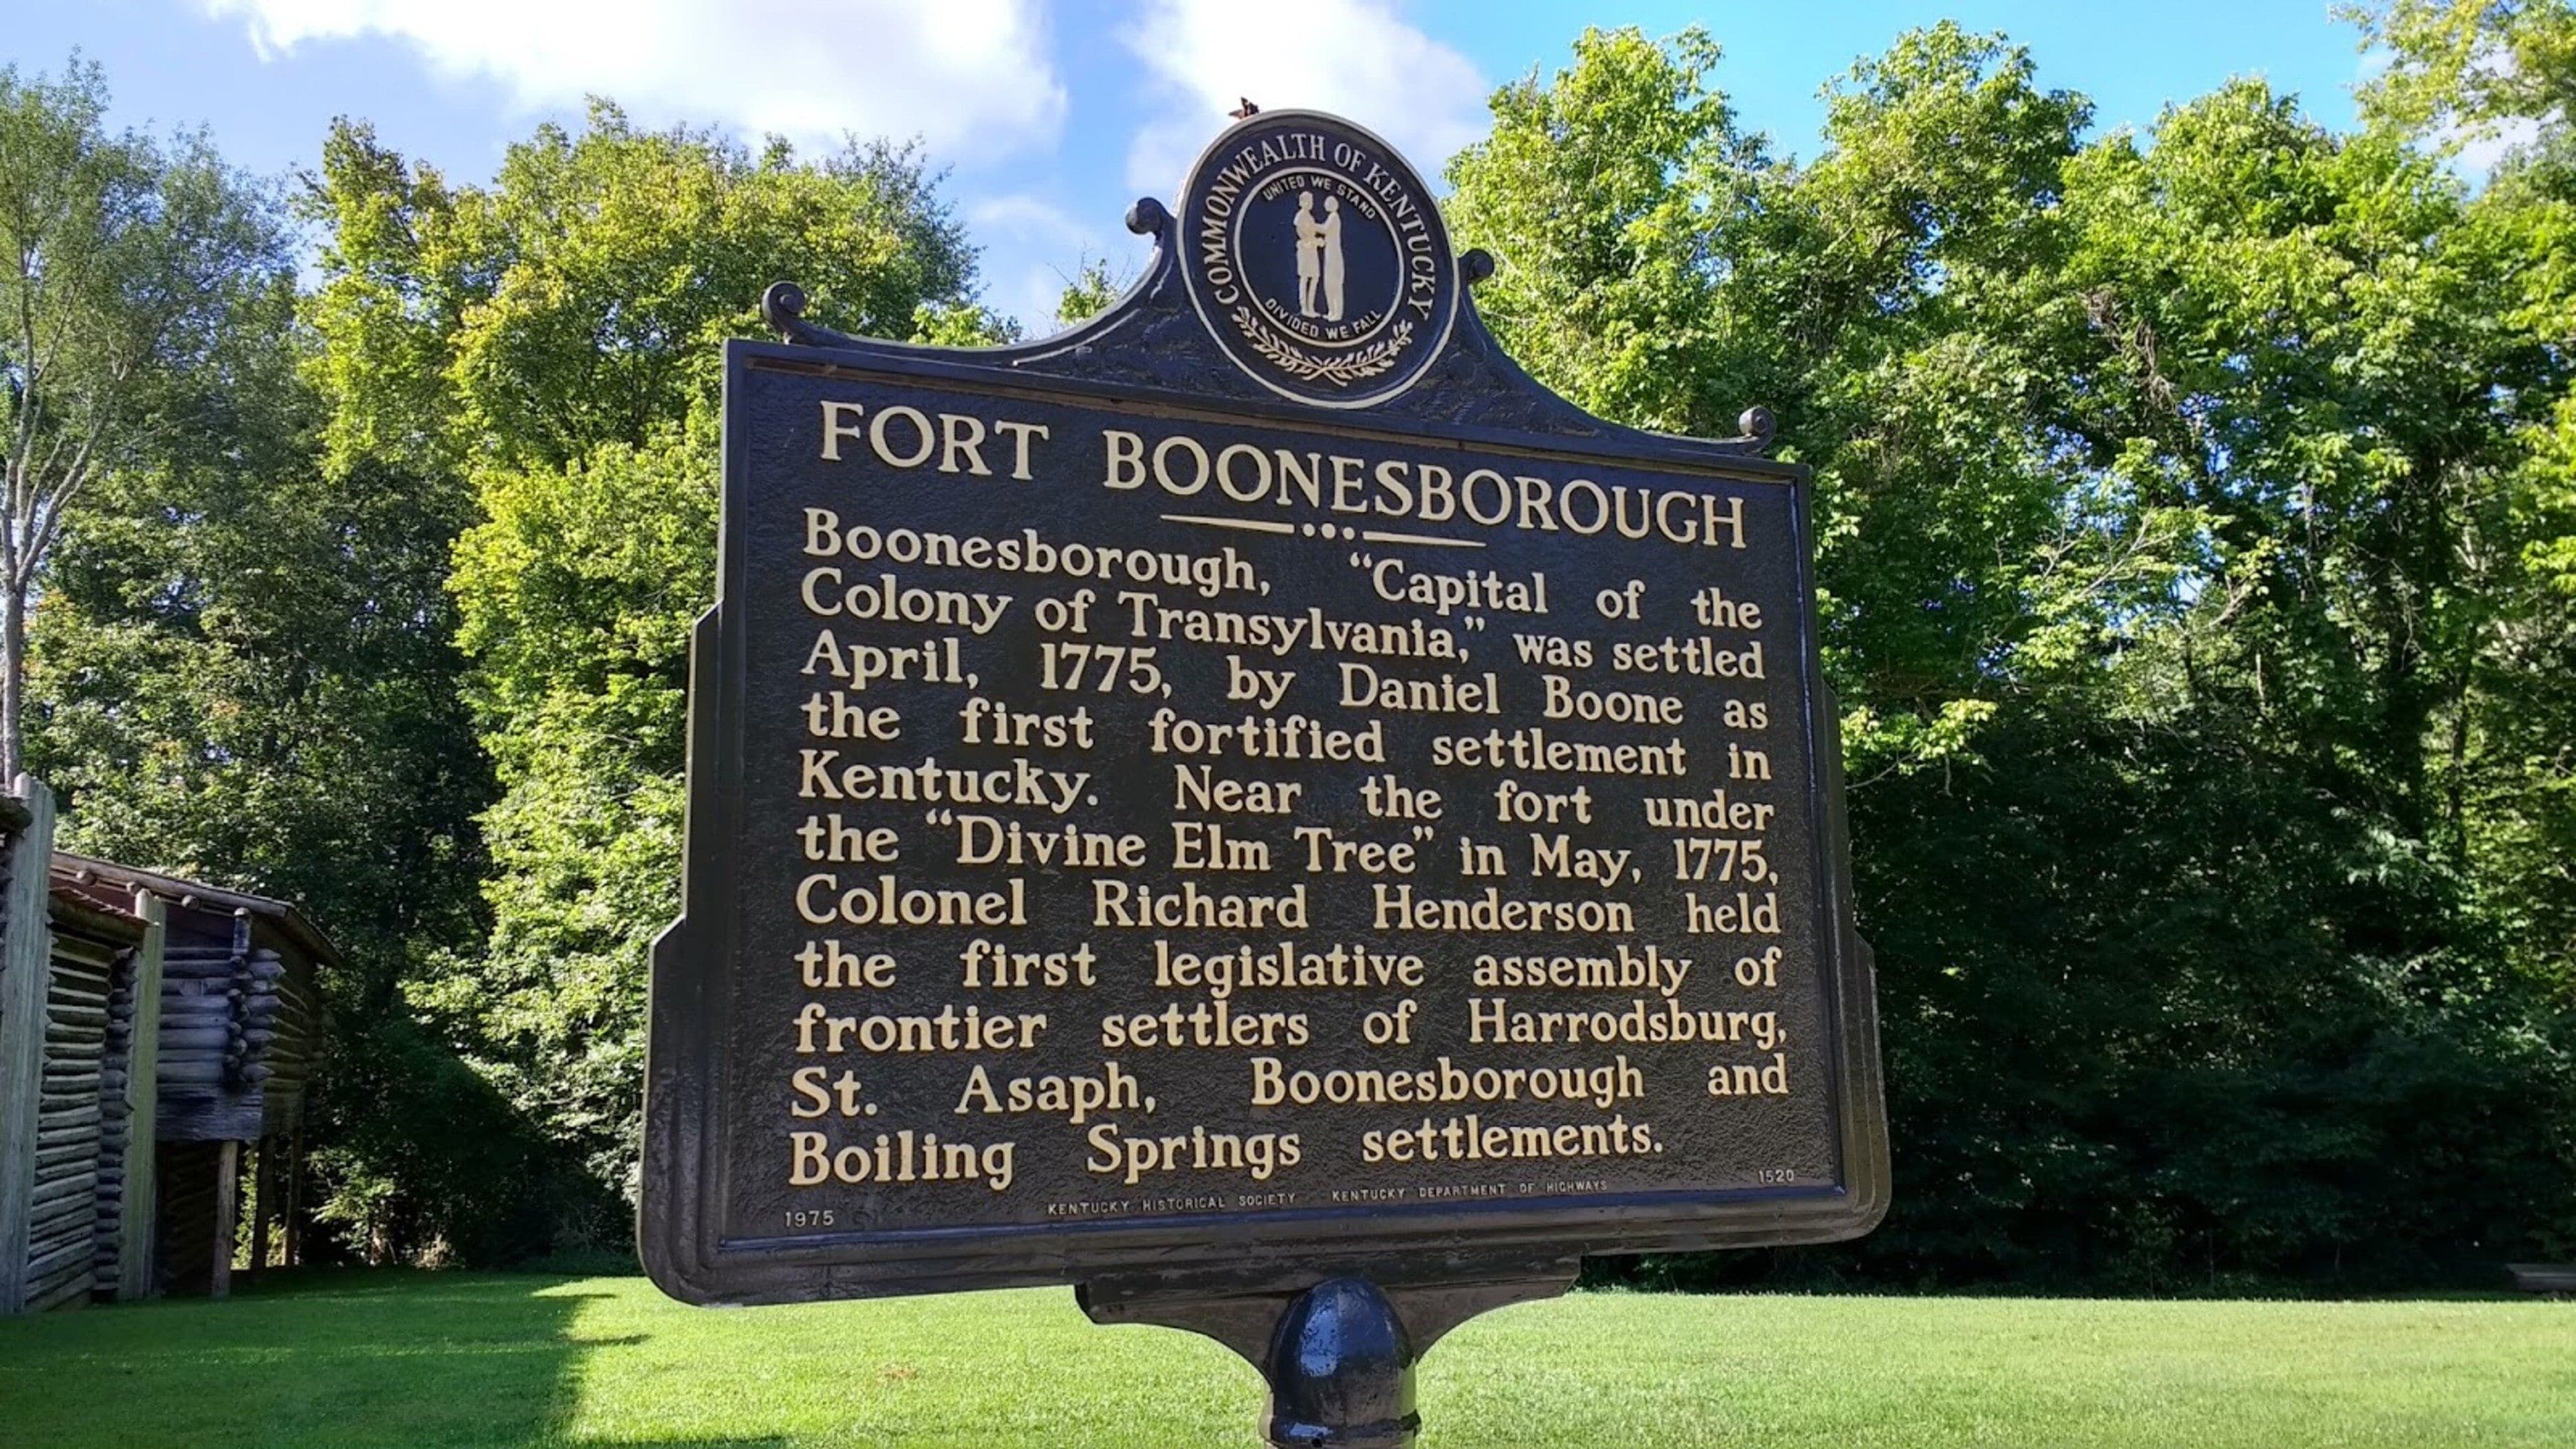 COMMONWEALTH OF KENTUCKY
UNITED WE STAND
DIVIDED WE FALL
FORT BOONESBOROUGH
Boonesborough, "Capital of the
Colony of Transylvania," was settled
April, 1775, by Daniel Boone as
the first fortified settlement in
Kentucky. Near the fort under
the "Divine Elm Tree" in May, 1775,
Colonel Richard Henderson held
the first legislative assembly of
frontier settlers of Harrodsburg,
St. Asaph, Boonesborough and
Boiling Springs settlements.
1975 KENTUCKY HISTORICAL SOCIETY KENTUCKY DEPARTMENT OF HIGHWAYS 1520